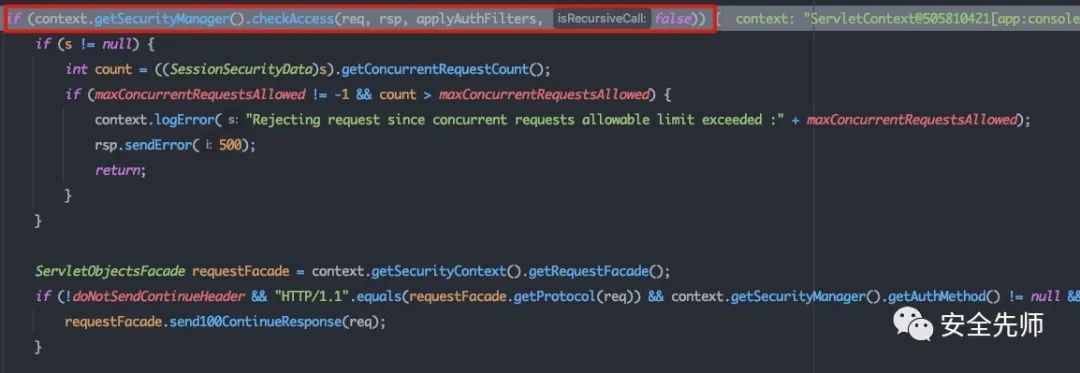 if (context.getSecurityManager().checkAccess(req, rsp, applyAuthFilters, isRecursiveCall: false)) { context: "ServletContext@505810421[app:console
if (s != null) {
int count = ((SessionSecurityData)s).getConcurrentRequestCount();
if (maxConcurrentRequestsAllowed != -1 && count > maxConcurrentRequestsAllowed) {
context.logError( s: "Rejecting request since concurrent requests allowable limit exceeded :" + maxConcurrentRequestsAllowed);
rsp.sendError( i: 500);
return;
}
}
ServletObjectsFacade requestFacade = context.getSecurityContext().getRequestFacade();
if (!doNotSendContinueHeader && "HTTP/1.1".equals(requestFacade.getProtocol(req)) && context.getSecurityManager().getAuthMethod() != null &&
requestFacade.send100ContinueResponse(req);
}
安全先师